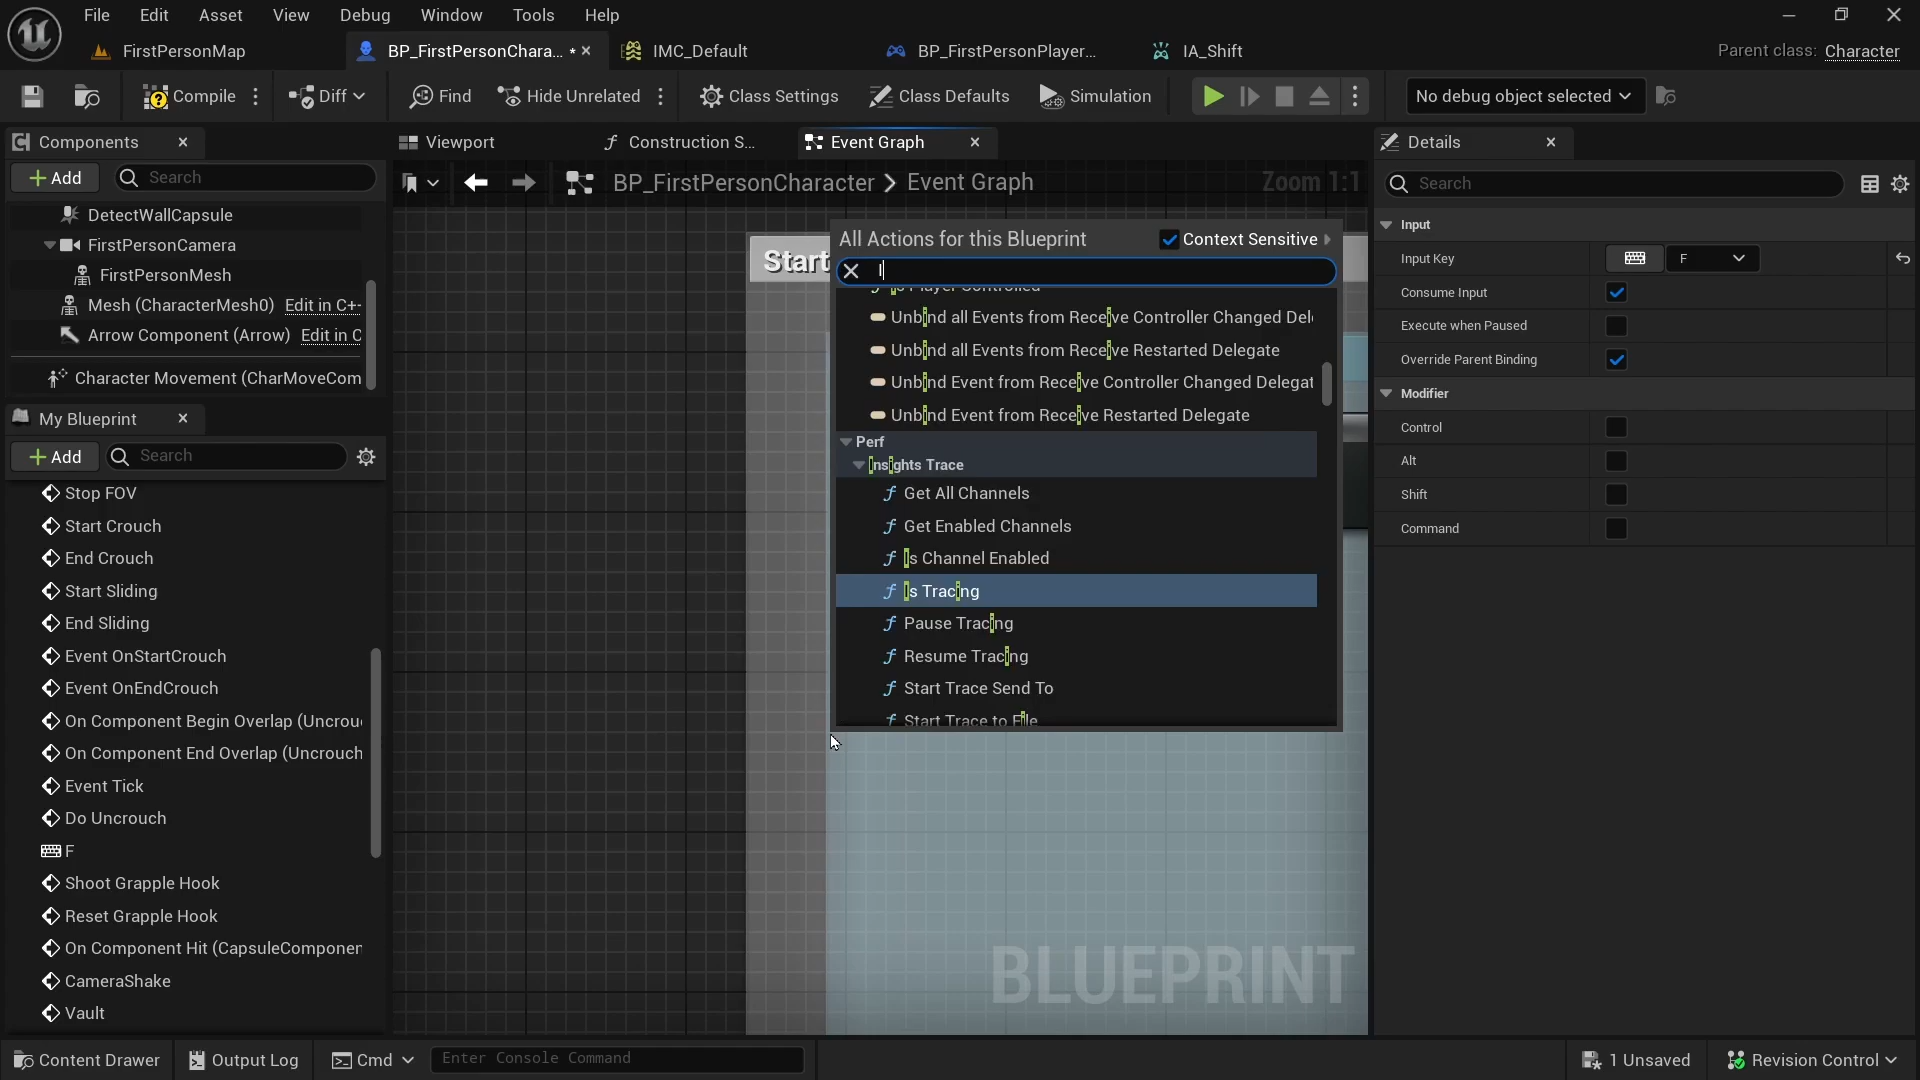 File Edit Asset View Debug Window Tools Help
FirstPersonMap BP_FirstPersonChara... * IMC_Default BP_FirstPersonPlayer... IA_Shift Parent class: Character
Compile Diff Find Hide Unrelated Class Settings Class Defaults Simulation No debug object selected
Components
Add Search
DetectWallCapsule
FirstPersonCamera
FirstPersonMesh
Mesh (CharacterMesh0) Edit in C+
Arrow Component (Arrow) Edit in C
Character Movement (CharMoveCom
My Blueprint
Add Search
Stop FOV
Start Crouch
End Crouch
Start Sliding
End Sliding
Event OnStartCrouch
Event OnEndCrouch
On Component Begin Overlap (Uncrou
On Component End Overlap (Uncrouch
Event Tick
Do Uncrouch
F
Shoot Grapple Hook
Reset Grapple Hook
On Component Hit (CapsuleComponen
CameraShake
Vault
Viewport Construction S... Event Graph
BP_FirstPersonCharacter > Event Graph Zoom 1:1
Start
All Actions for this Blueprint Context Sensitive
I
Is Player Controlled
Unbind all Events from Receive Controller Changed Del
Unbind all Events from Receive Restarted Delegate
Unbind Event from Receive Controller Changed Delegat
Unbind Event from Receive Restarted Delegate
Perf
Insights Trace
Get All Channels
Get Enabled Channels
Is Channel Enabled
Is Tracing
Pause Tracing
Resume Tracing
Start Trace Send To
Start Trace to File
BLUEPRINT
Details
Search
Input
Input Key F
Consume Input
Execute when Paused
Override Parent Binding
Modifier
Control
Alt
Shift
Command
Content Drawer Output Log Cmd Enter Console Command 1 Unsaved Revision Control